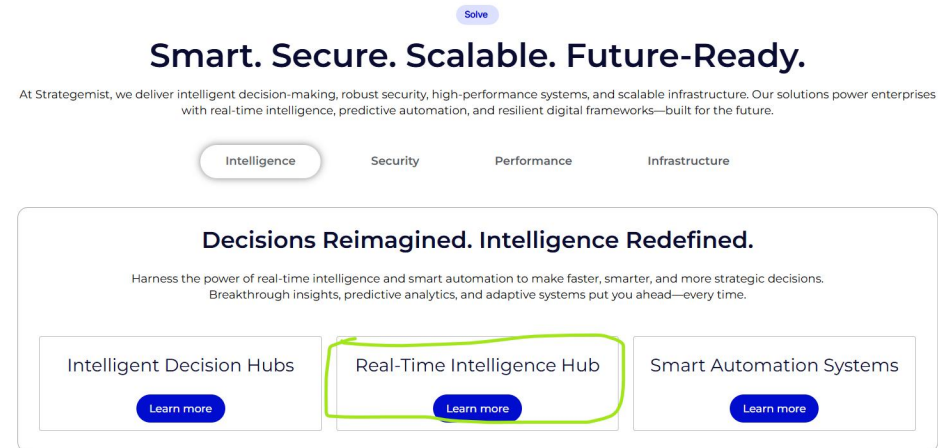 Solve
Smart. Secure. Scalable. Future-Ready.
At Strategemist, we deliver intelligent decision-making, robust security, high-performance systems, and scalable infrastructure. Our solutions power enterprises
with real-time intelligence, predictive automation, and resilient digital frameworks—built for the future.
Intelligence Security Performance Infrastructure
Decisions Reimagined. Intelligence Redefined.
Harness the power of real-time intelligence and smart automation to make faster, smarter, and more strategic decisions.
Breakthrough insights, predictive analytics, and adaptive systems put you ahead—every time.
Intelligent Decision Hubs
Learn more
Real-Time Intelligence Hub
Learn more
Smart Automation Systems
Learn more